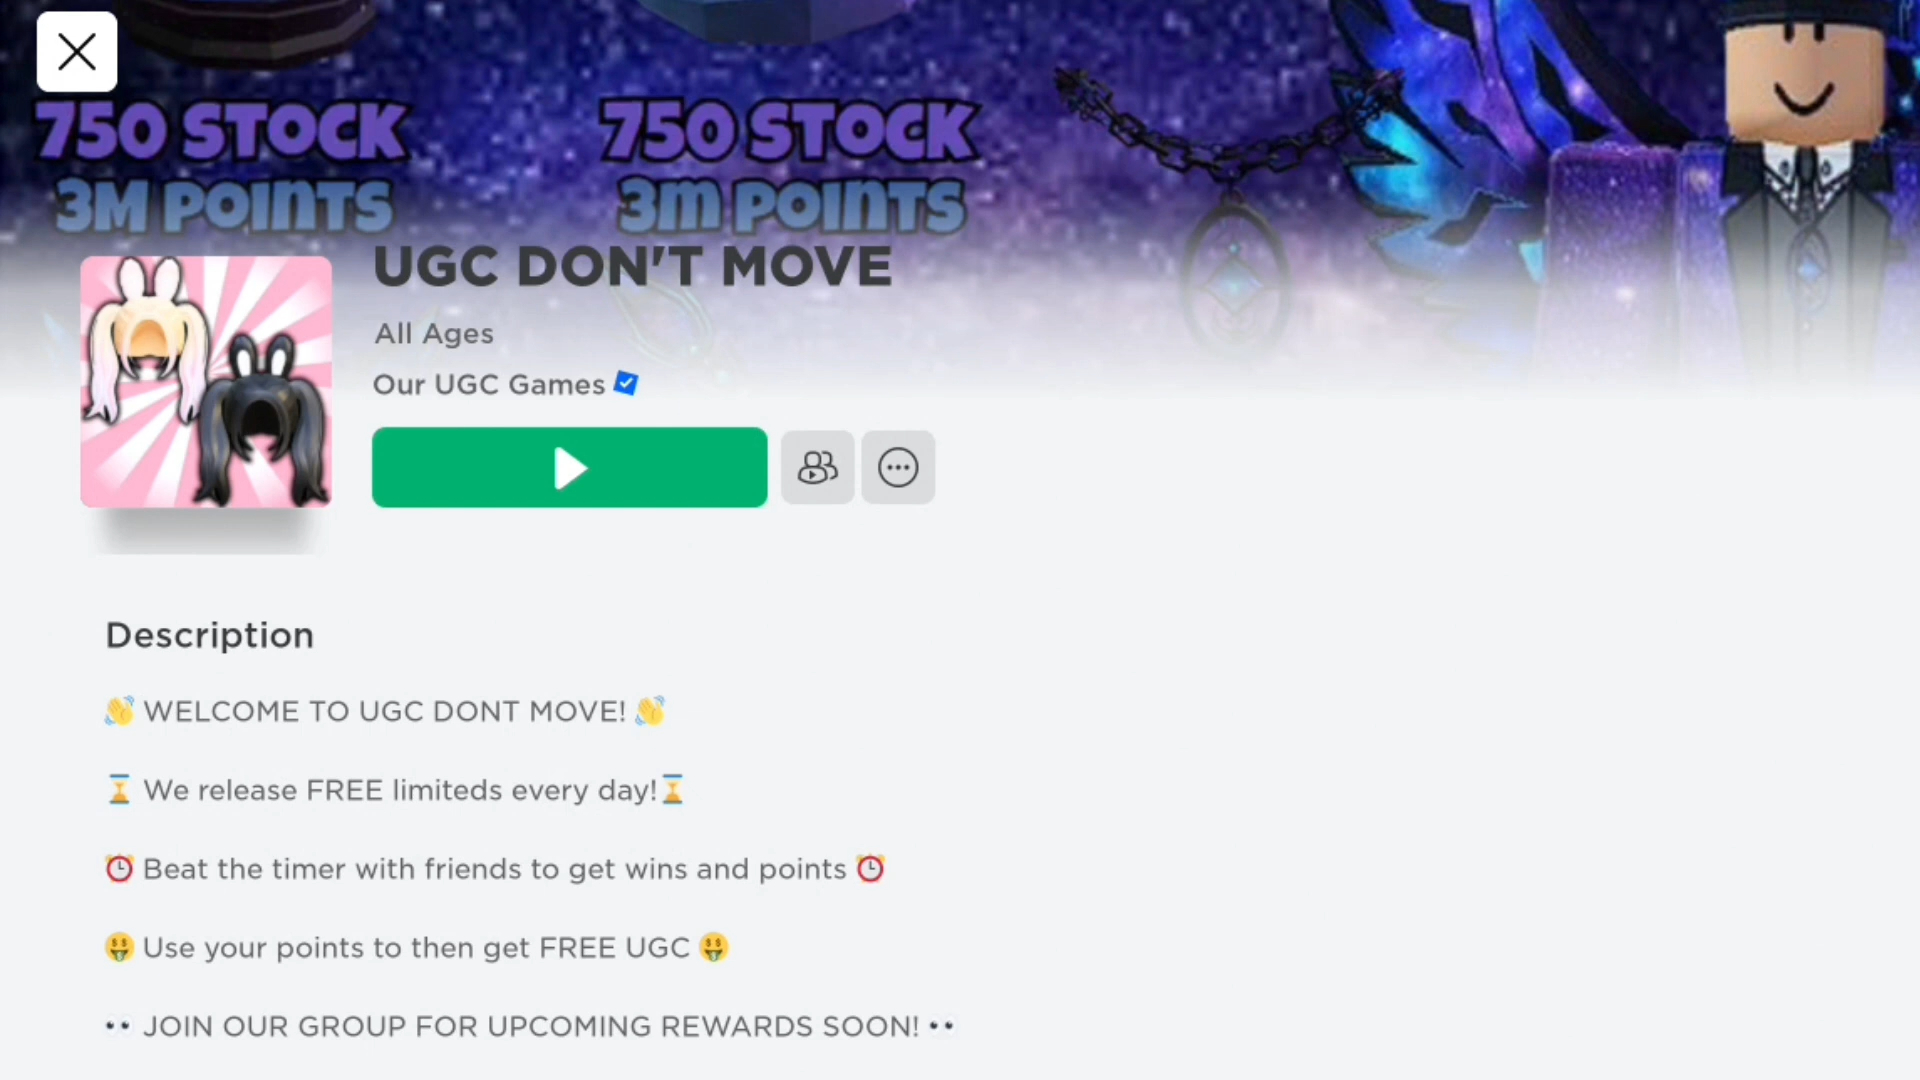 750 STOCK
3M POINTS
750 STOCK
3M POINTS
UGC DON'T MOVE
All Ages
Our UGC Games
Description
👋 WELCOME TO UGC DONT MOVE! 👋
⌛ We release FREE limiteds every day!⌛
⏰ Beat the timer with friends to get wins and points ⏰
🤑 Use your points to then get FREE UGC 🤑
👀 JOIN OUR GROUP FOR UPCOMING REWARDS SOON! 👀